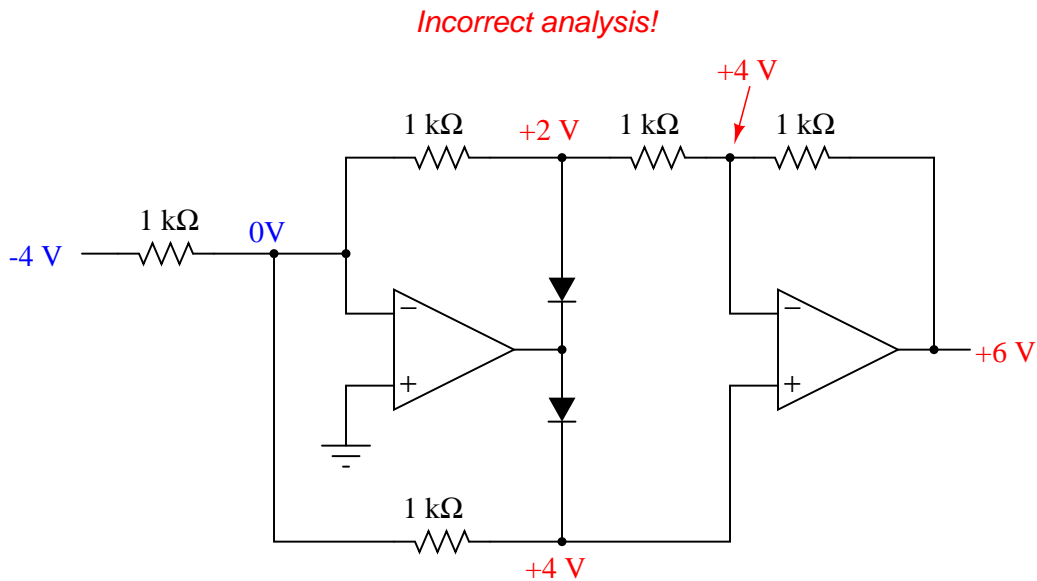 Incorrect analysis!
+4 V
1 kΩ
+2 V
1 kΩ
1 kΩ
1 kΩ
0V
-4 V
−
−
+6 V
+
+
1 kΩ
+4 V